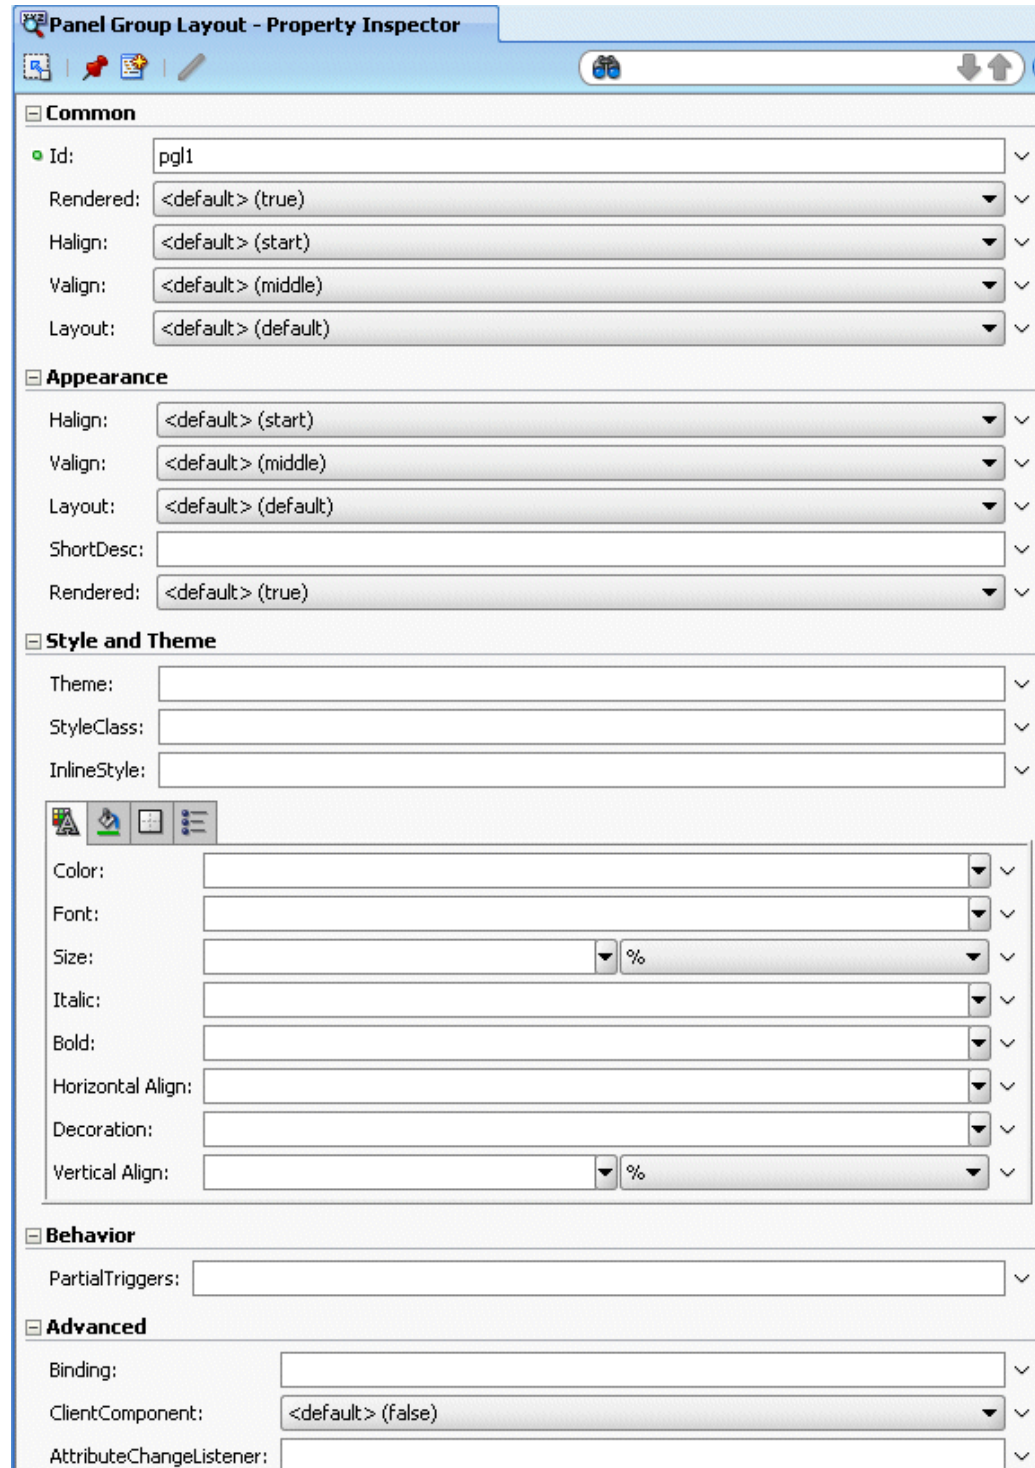 Panel Group Layout - Property Inspector
Common
Id: pgl1
Rendered: <default> (true)
Halign: <default> (start)
Valign: <default> (middle)
Layout: <default> (default)
Appearance
Halign: <default> (start)
Valign: <default> (middle)
Layout: <default> (default)
ShortDesc:
Rendered: <default> (true)
Style and Theme
Theme:
StyleClass:
InlineStyle:
Color:
Font:
Size: %
Italic:
Bold:
Horizontal Align:
Decoration:
Vertical Align: %
Behavior
PartialTriggers:
Advanced
Binding:
ClientComponent: <default> (false)
AttributeChangeListener: